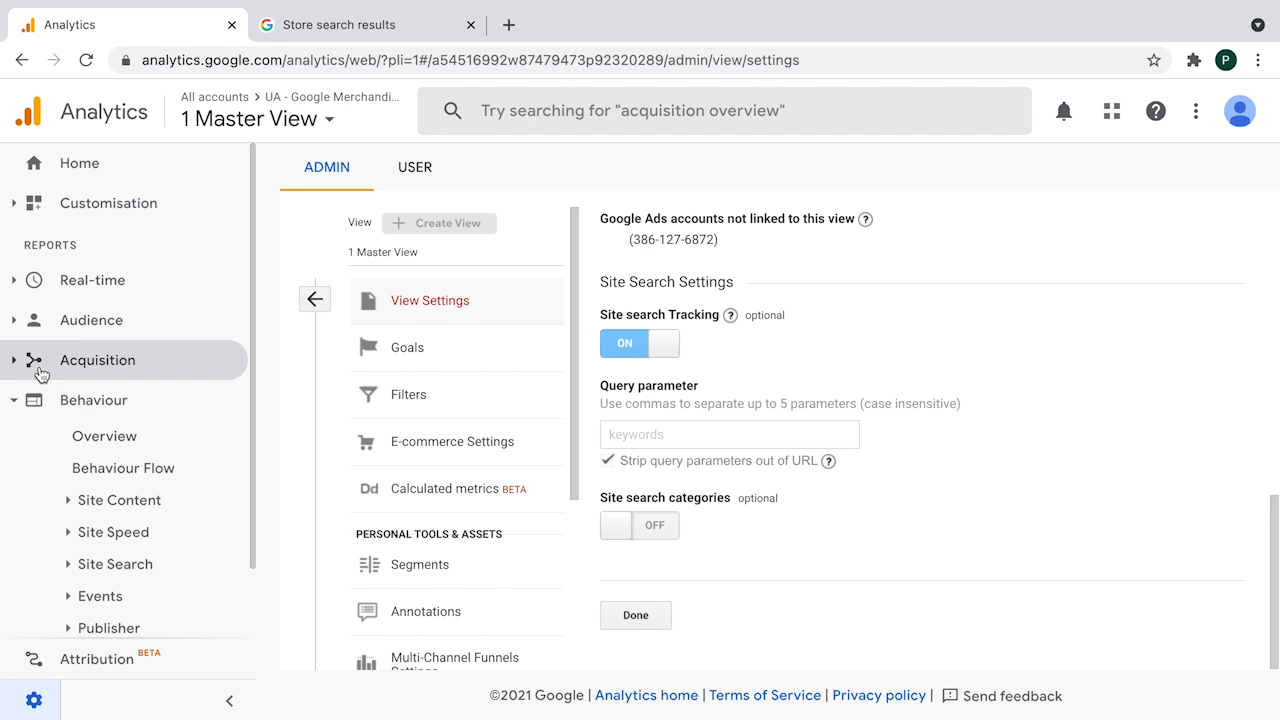 Analytics
Store search results
analytics.google.com/analytics/web/?pli=1#/a54516992w87479473p92320289/admin/view/settings
P
Analytics
All accounts > UA - Google Merchandi...
1 Master View
Try searching for "acquisition overview"
Home
Customisation
REPORTS
Real-time
Audience
Acquisition
Behaviour
Overview
Behaviour Flow
Site Content
Site Speed
Site Search
Events
Publisher
Attribution BETA
ADMIN
USER
View
Create View
1 Master View
View Settings
Goals
Filters
E-commerce Settings
Dd Calculated metrics BETA
PERSONAL TOOLS & ASSETS
Segments
Annotations
Multi-Channel Funnels
Settings
Google Ads accounts not linked to this view ?
(386-127-6872)
Site Search Settings
Site search Tracking ? optional
ON
Query parameter
Use commas to separate up to 5 parameters (case insensitive)
keywords
Strip query parameters out of URL ?
Site search categories optional
OFF
Done
©2021 Google | Analytics home | Terms of Service | Privacy policy | Send feedback